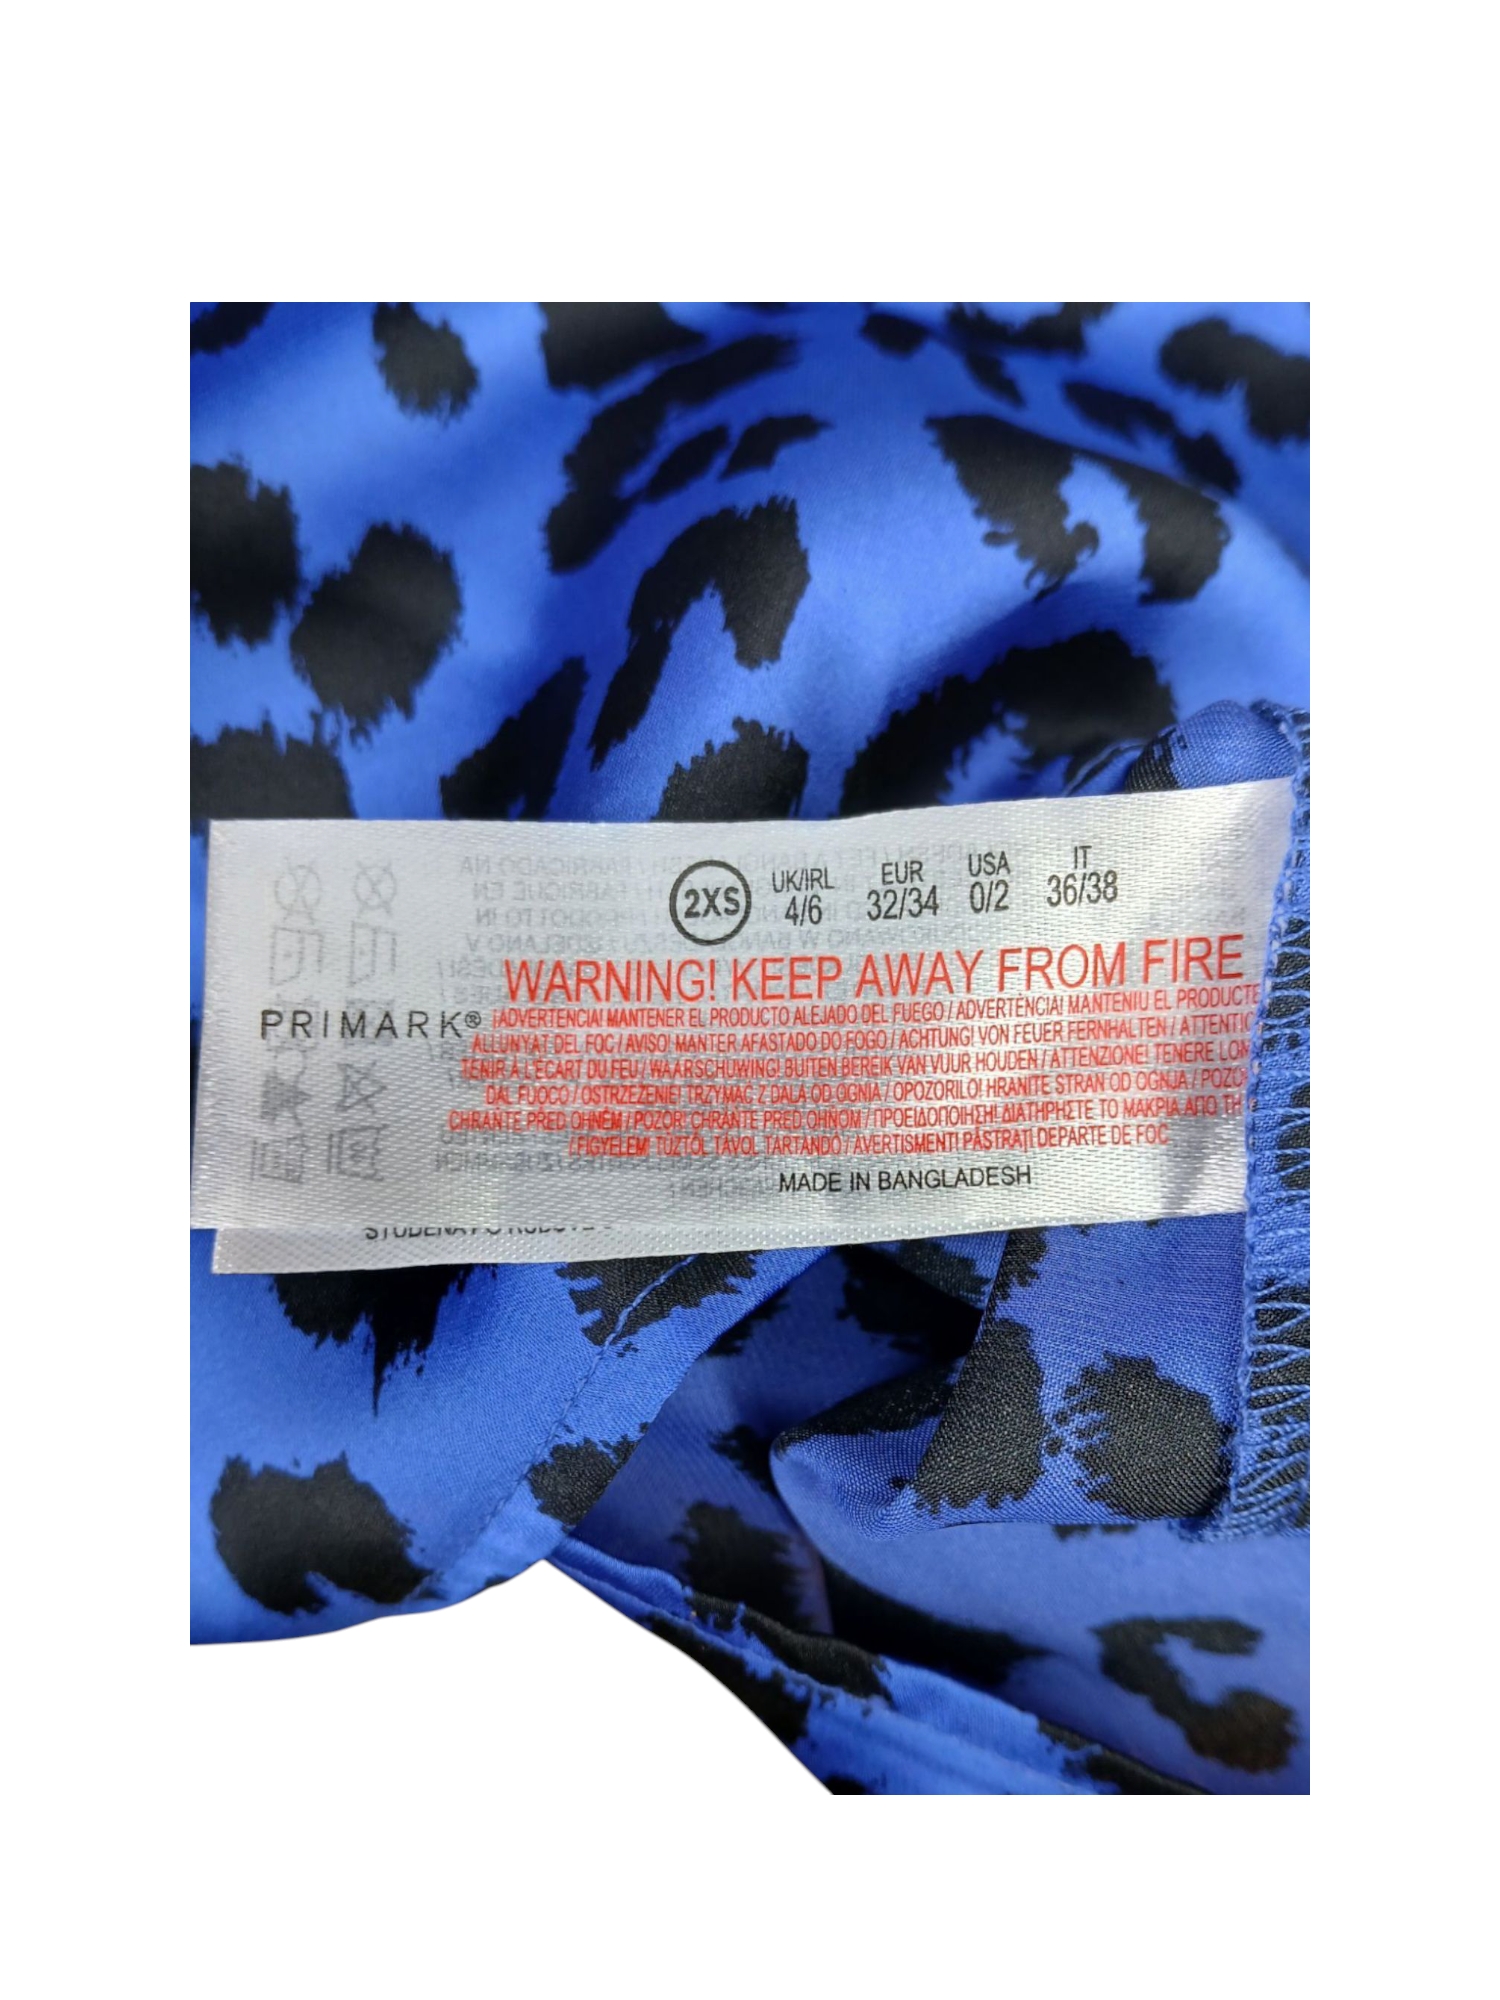 2XS UK/IRL 4/6 EUR 32/34 USA 0/2 IT 36/38
WARNING! KEEP AWAY FROM FIRE
PRIMARK®
¡ADVERTENCIA! MANTENER EL PRODUCTO ALEJADO DEL FUEGO / ADVERTÈNCIA! MANTENIU EL PRODUCTE
ALLUNYAT DEL FOC / AVISO! MANTER AFASTADO DO FOGO / ACHTUNG! VON FEUER FERNHALTEN / ATTENTIO
TENIR À L'ÉCART DU FEU / WAARSCHUWING! BUITEN BEREIK VAN VUUR HOUDEN / ATTENZIONE! TENERE LON
DAL FUOCO / OSTRZEŻENIE! TRZYMAĆ Z DALA OD OGNIA / OPOZORILO! HRANITE STRAN OD OGNJA / POZO
CHRAŇTE PŘED OHNĚM / POZOR! CHRÁŇTE PRED OHŇOM / ΠΡΟΕΙΔΟΠΟΙΗΣΗ! ΔΙΑΤΗΡΗΣΤΕ ΤΟ ΜΑΚΡΙΑ ΑΠΟ ΤΗ
/ FIGYELEM! TŰZTŐL TÁVOL TARTANDÓ / AVERTISMENT! PĂSTRAȚI DEPARTE DE FOC
MADE IN BANGLADESH